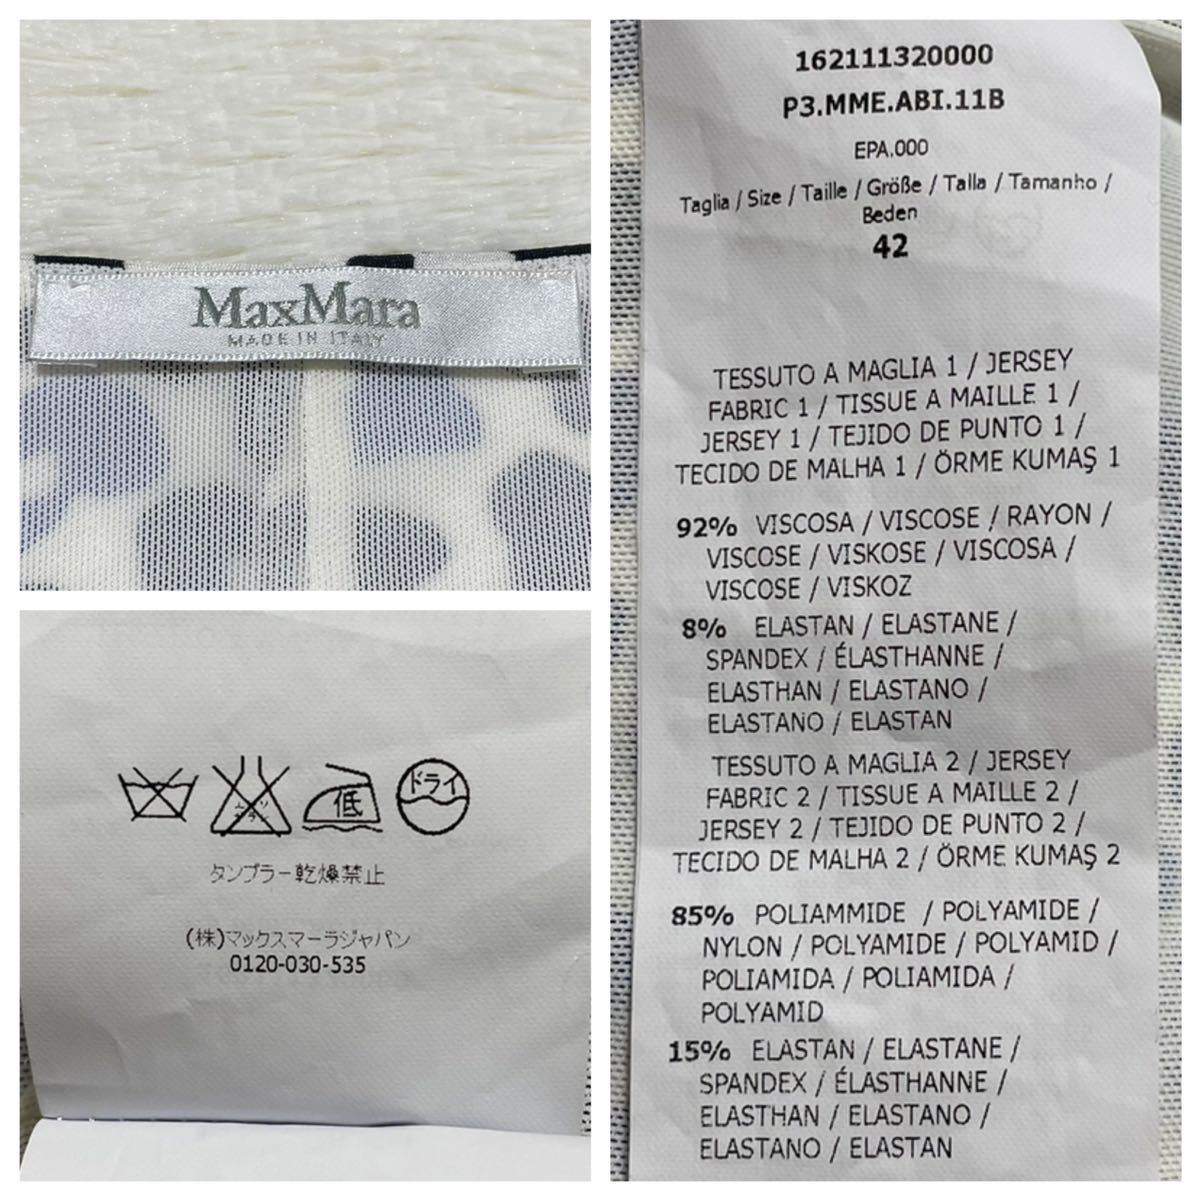 MaxMara
MADE IN ITALY
低
ドライ
タンブラー乾燥禁止
(株)マックスマーラジャパン
0120-030-535
162111320000
P3.MME.ABI.11B
EPA.000
Taglia / Size / Taille / Größe / Talla / Tamanho /
Beden
42
TESSUTO A MAGLIA 1 / JERSEY
FABRIC 1 / TISSUE A MAILLE 1 /
JERSEY 1 / TEJIDO DE PUNTO 1 /
TECIDO DE MALHA 1 / ÖRME KUMAŞ 1
92% VISCOSA / VISCOSE / RAYON /
VISCOSE / VISKOSE / VISCOSA /
VISCOSE / VISKOZ
8% ELASTAN / ELASTANE /
SPANDEX / ÉLASTHANNE /
ELASTHAN / ELASTANO /
ELASTANO / ELASTAN
TESSUTO A MAGLIA 2 / JERSEY
FABRIC 2 / TISSUE A MAILLE 2 /
JERSEY 2 / TEJIDO DE PUNTO 2 /
TECIDO DE MALHA 2 / ÖRME KUMAŞ 2
85% POLIAMMIDE / POLYAMIDE /
NYLON / POLYAMIDE / POLYAMID /
POLIAMIDA / POLIAMIDA /
POLYAMID
15% ELASTAN / ELASTANE /
SPANDEX / ÉLASTHANNE /
ELASTHAN / ELASTANO /
ELASTANO / ELASTAN